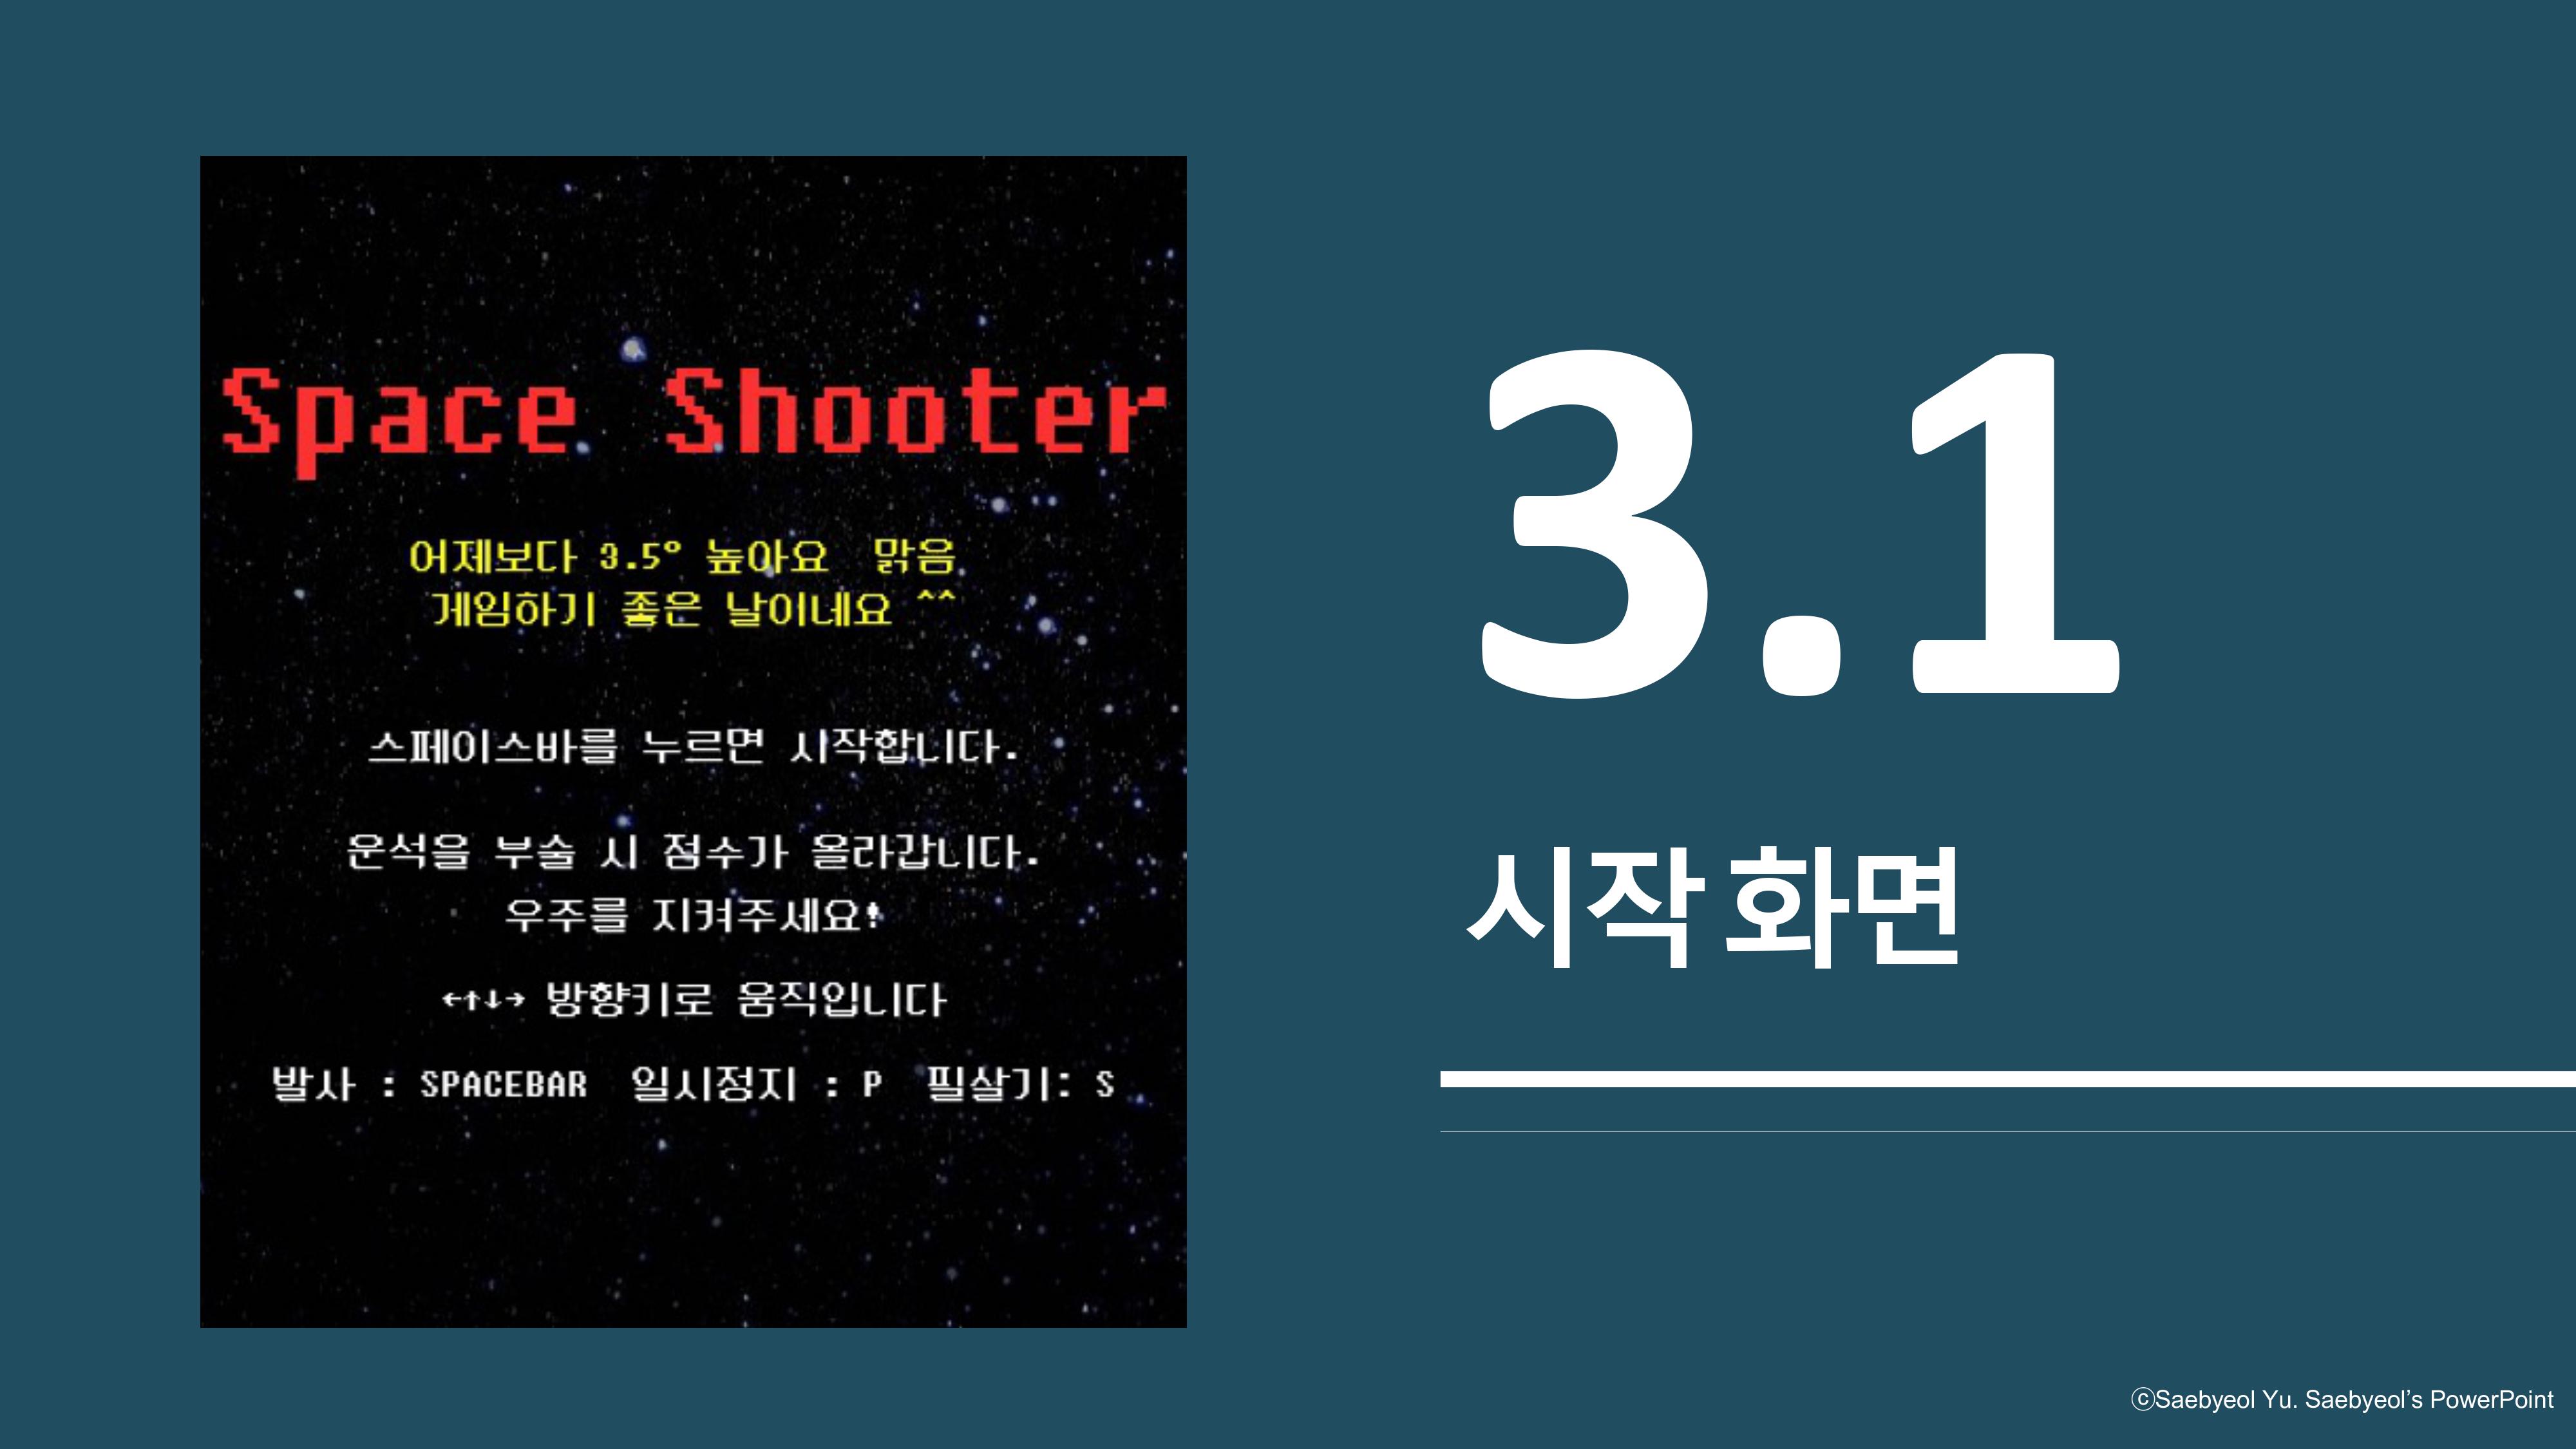 Space Shooter
어제보다 3.5° 높아요 맑음
게임하기 좋은 날이네요 ^^
스페이스바를 누르면 시작합니다.
운석을 부술 시 점수가 올라갑니다.
우주를 지켜주세요!
←↑↓→ 방향키로 움직입니다
발사 : SPACEBAR 일시정지 : P 필살기: S
3.1
시작 화면
ⓒSaebyeol Yu. Saebyeol’s PowerPoint